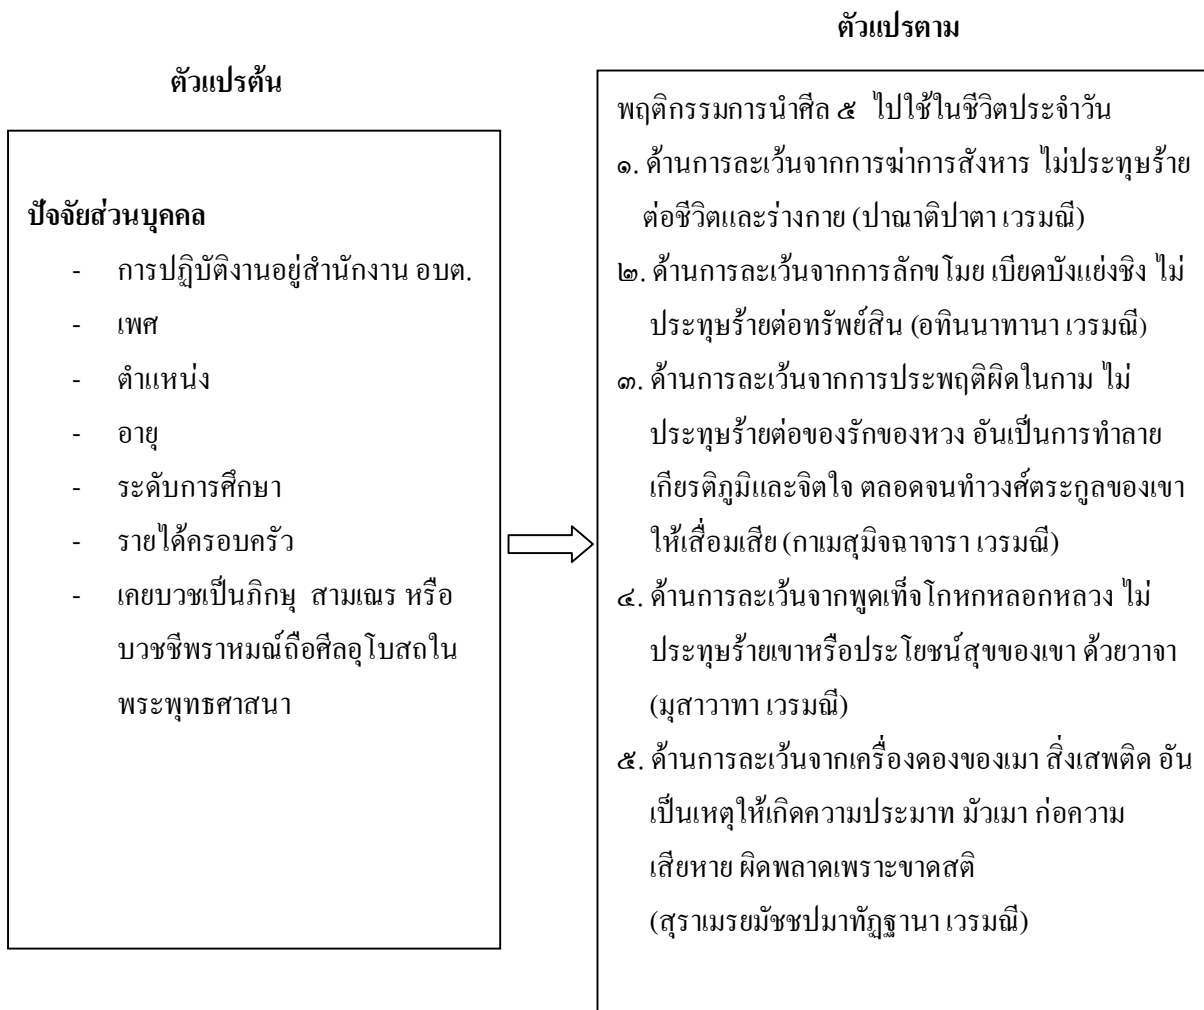 ตัวแปรต้น
ปัจจัยส่วนบุคคล
- การปฏิบัติงานอยู่สำนักงาน อบต.
- เพศ
- ตำแหน่ง
- อายุ
- ระดับการศึกษา
- รายได้ครอบครัว
- เคยบวชเป็นภิกษุ สามเณร หรือ
บวชชีพราหมณ์ถือศีลอุโบสถใน
พระพุทธศาสนา
ตัวแปรตาม
พฤติกรรมการนำศีล ๕ ไปใช้ในชีวิตประจำวัน
๑. ด้านการละเว้นจากการฆ่าการสังหาร ไม่ประทุษร้าย
ต่อชีวิตและร่างกาย (ปาณาติปาตา เวรมณี)
๒. ด้านการละเว้นจากการลักขโมย เบียดบังแย่งชิง ไม่
ประทุษร้ายต่อทรัพย์สิน (อทินนาทานา เวรมณี)
๓. ด้านการละเว้นจากการประพฤติผิดในกาม ไม่
ประทุษร้ายต่อของรักของหวง อันเป็นการทำลาย
เกียรติภูมิและจิตใจ ตลอดจนทำวงศ์ตระกูลของเขา
ให้เสื่อมเสีย (กาเมสุมิจฉาจารา เวรมณี)
๔. ด้านการละเว้นจากพูดเท็จโกหกหลอกหลวง ไม่
ประทุษร้ายเขาหรือประโยชน์สุขของเขา ด้วยวาจา
(มุสาวาทา เวรมณี)
๕. ด้านการละเว้นจากเครื่องดองของเมา สิ่งเสพติด อัน
เป็นเหตุให้เกิดความประมาท มัวเมา ก่อความ
เสียหาย ผิดพลาดเพราะขาดสติ
(สุราเมรยมัชชปมาทัฏฐานา เวรมณี)